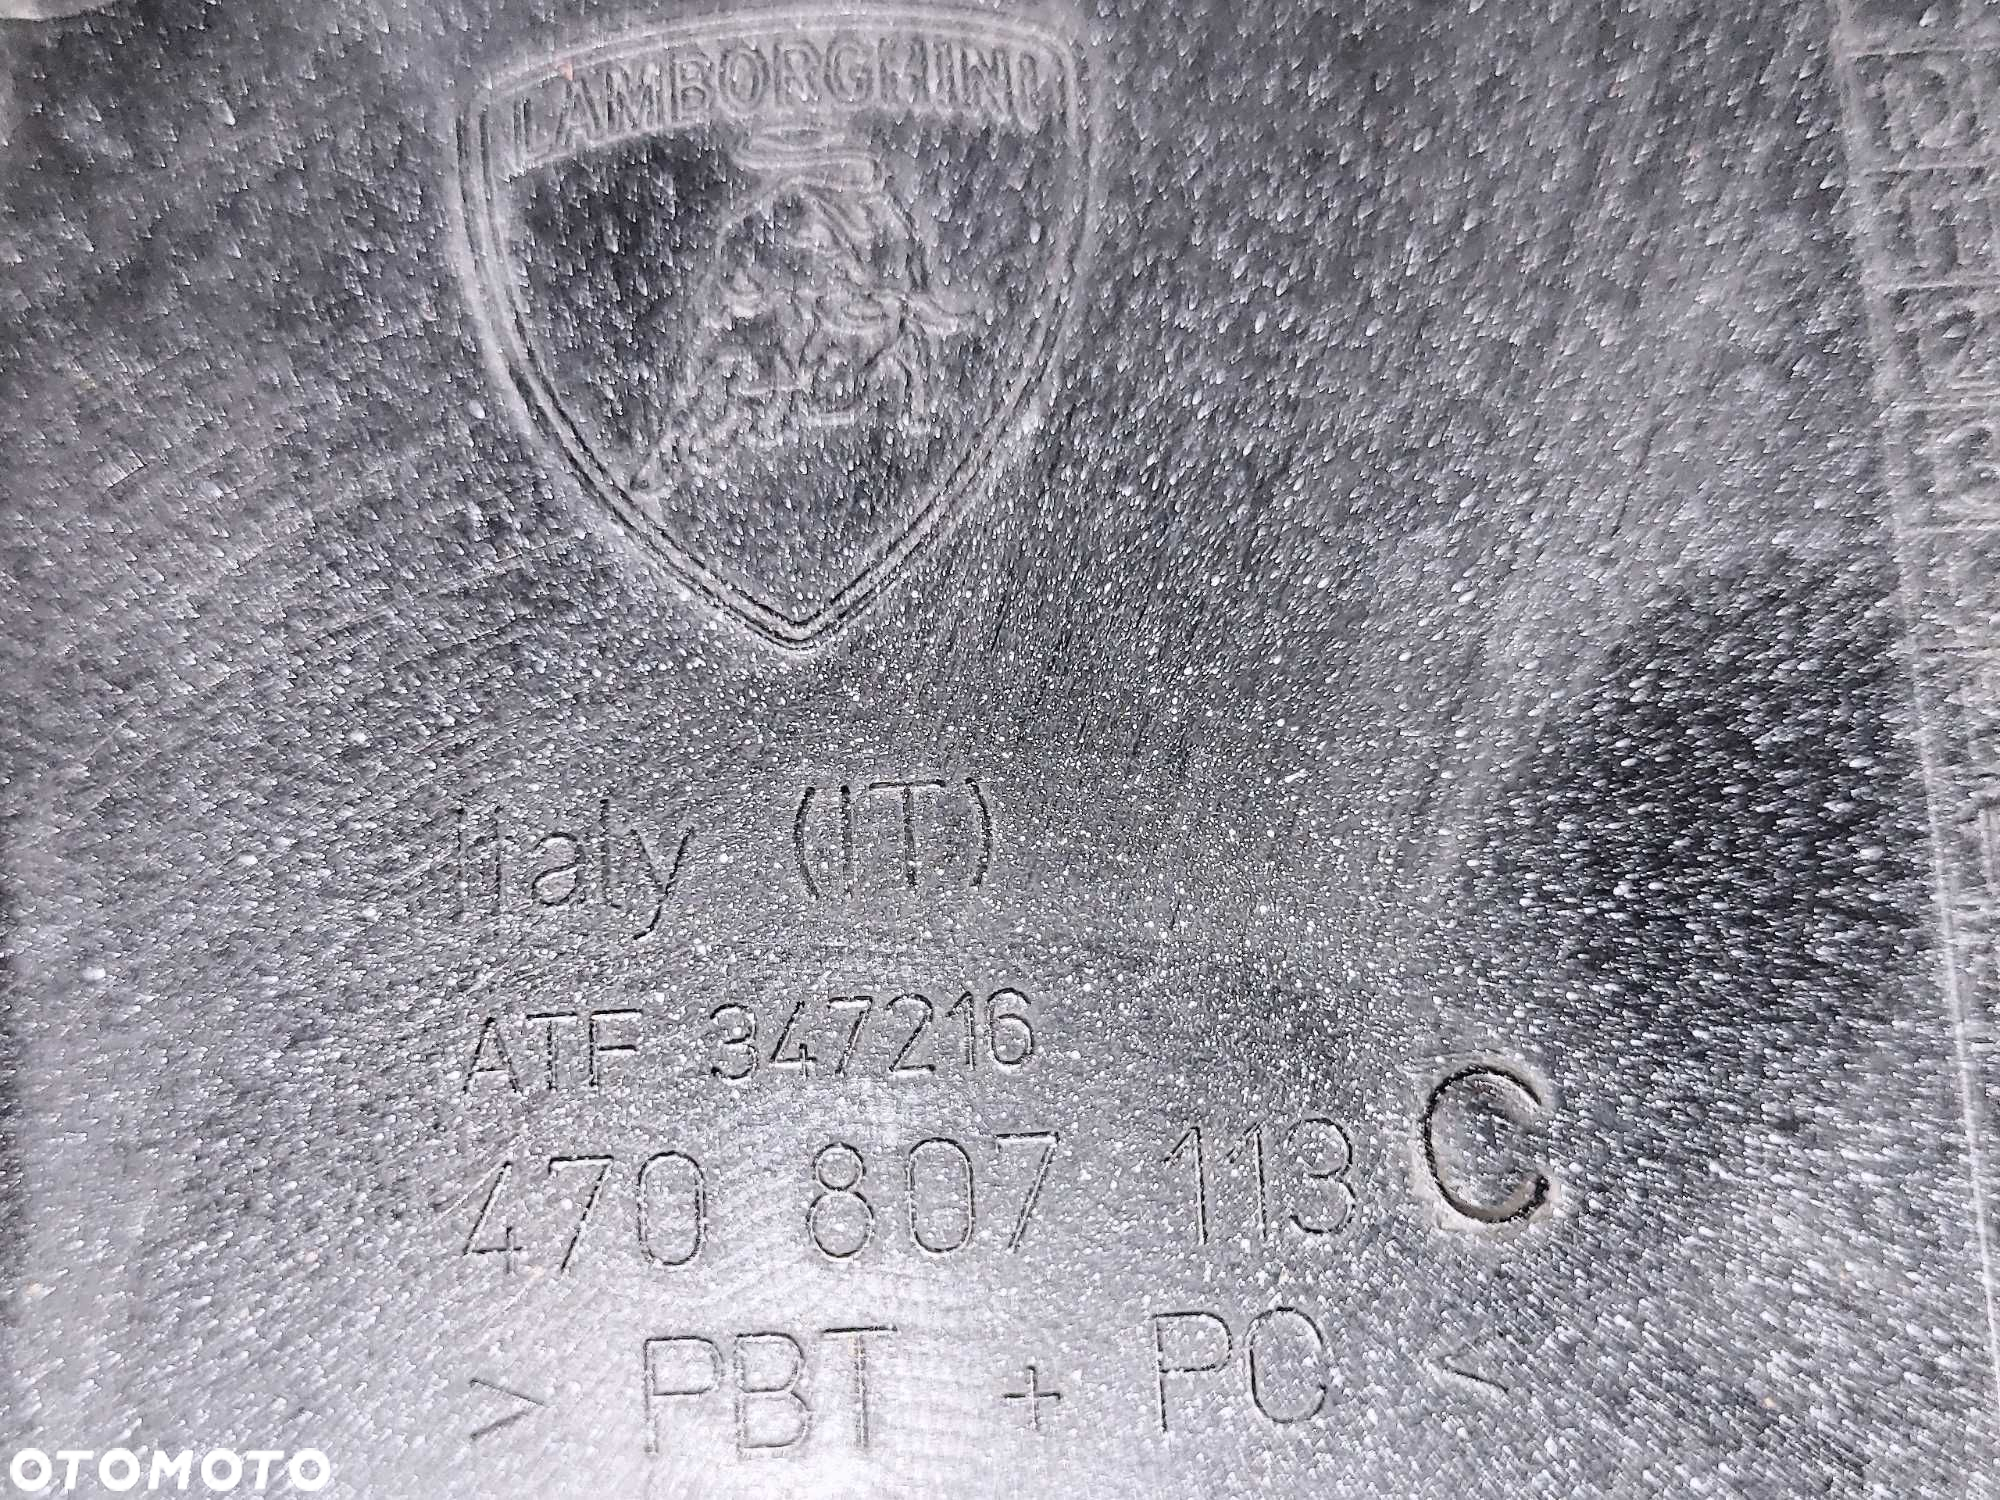 LAMBORGHINI
Italy (IT)
ATF 347216
470 807 113 C
> PBT + PC <
OTOMOTO